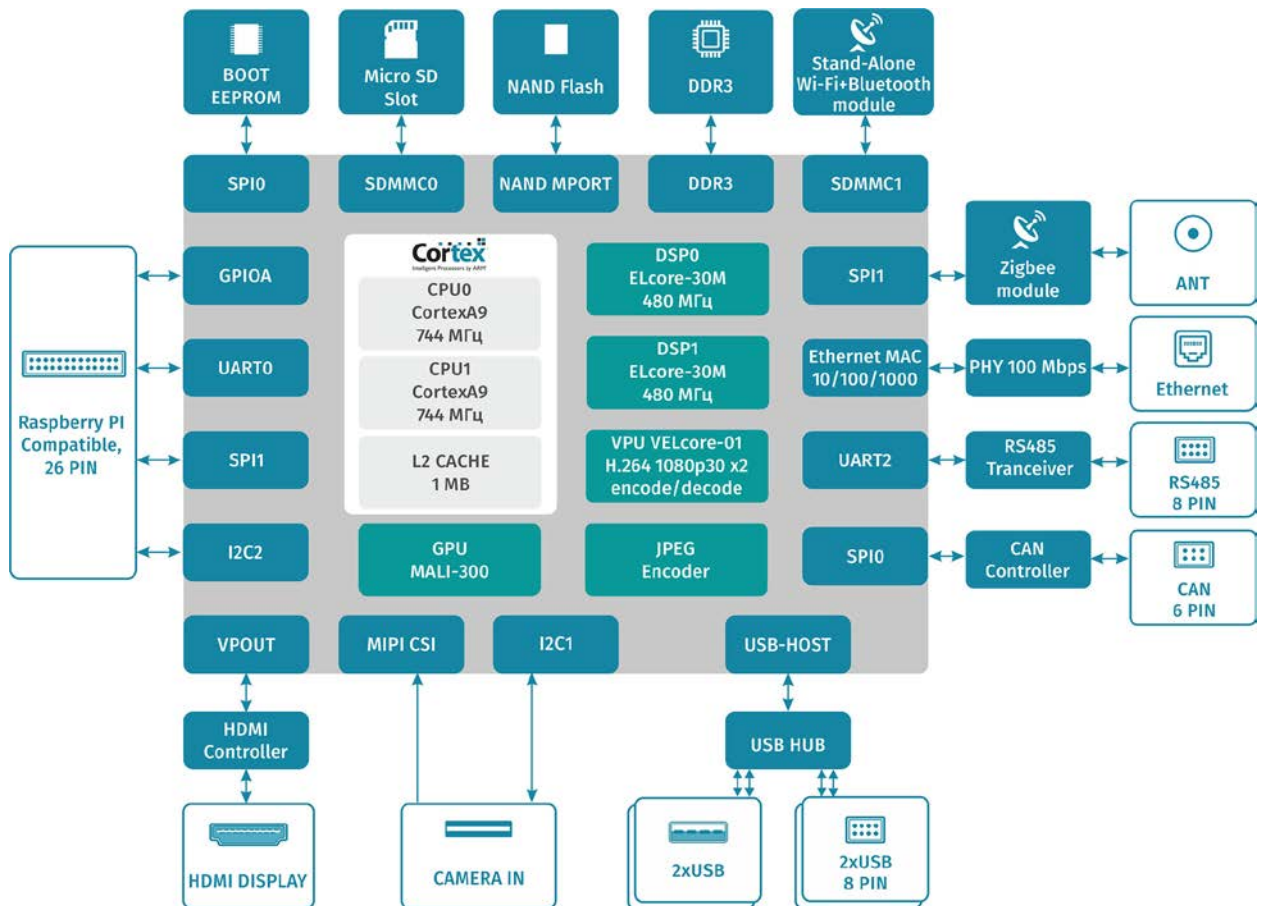 BOOT
EEPROM
Micro SD
Slot
NAND Flash
DDR3
Stand-Alone
Wi-Fi+Bluetooth
module
SPI0
SDMMC0
NAND MPORT
DDR3
SDMMC1
Raspberry PI
Compatible,
26 PIN
GPIOA
UART0
SPI1
I2C2
Cortex
Intelligent Processors by ARM
CPU0
CortexA9
744 МГц
CPU1
CortexA9
744 МГц
L2 CACHE
1 MB
GPU
MALI-300
DSP0
ELcore-30M
480 МГц
DSP1
ELcore-30M
480 МГц
VPU VELcore-01
H.264 1080p30 x2
encode/decode
JPEG
Encoder
SPI1
Zigbee
module
ANT
Ethernet MAC
10/100/1000
PHY 100 Mbps
Ethernet
UART2
RS485
Tranceiver
RS485
8 PIN
SPI0
CAN
Controller
CAN
6 PIN
VPOUT
MIPI CSI
I2C1
USB-HOST
HDMI
Controller
USB HUB
HDMI DISPLAY
CAMERA IN
2xUSB
2xUSB
8 PIN